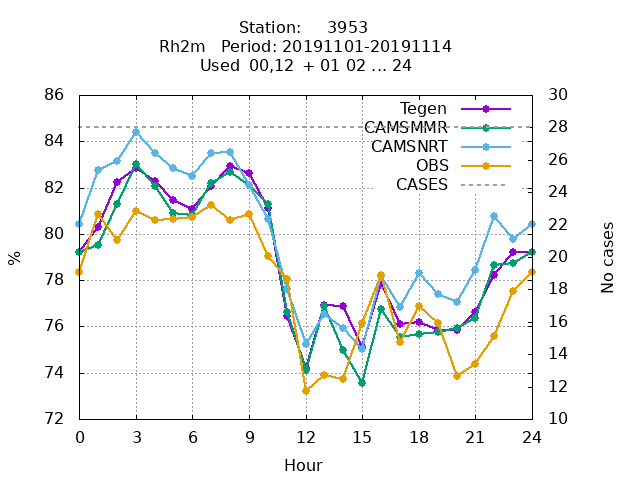 Station: 3953
Rh2m Period: 20191101-20191114
Used 00,12 + 01 02 ... 24
86
84
82
80
78
76
74
72
30
28
26
24
22
20
18
16
14
12
10
Tegen
CAMSMMR
CAMSNRT
OBS
CASES
%
No cases
0 3 6 9 12 15 18 21 24
Hour